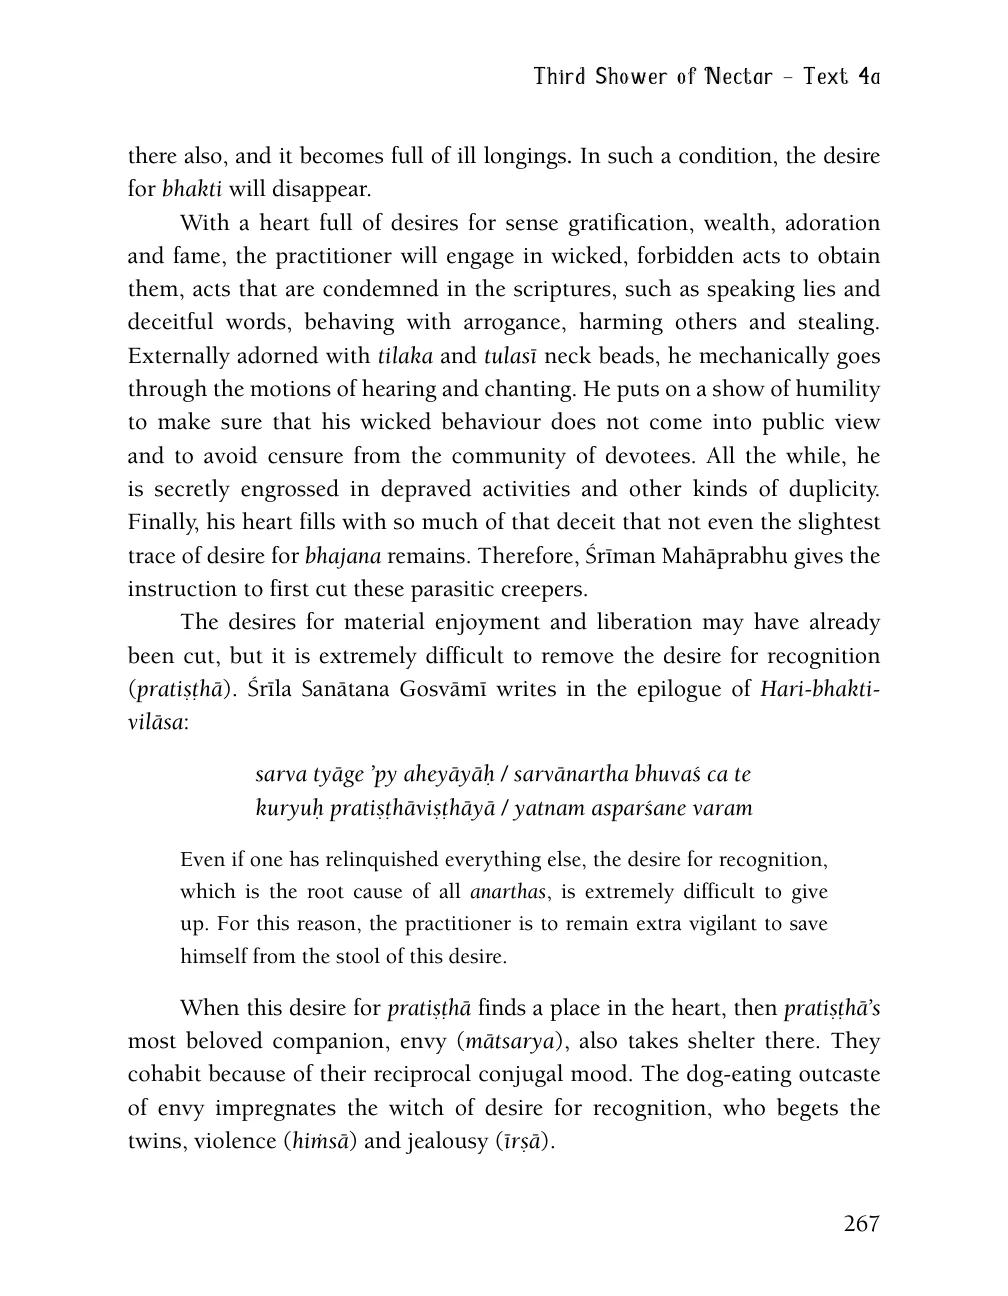 Third Shower of Nectar – Text 4a
there also, and it becomes full of ill longings. In such a condition, the desire
for bhakti will disappear.
With a heart full of desires for sense gratification, wealth, adoration
and fame, the practitioner will engage in wicked, forbidden acts to obtain
them, acts that are condemned in the scriptures, such as speaking lies and
deceitful words, behaving with arrogance, harming others and stealing.
Externally adorned with tilaka and tulasī neck beads, he mechanically goes
through the motions of hearing and chanting. He puts on a show of humility
to make sure that his wicked behaviour does not come into public view
and to avoid censure from the community of devotees. All the while, he
is secretly engrossed in depraved activities and other kinds of duplicity.
Finally, his heart fills with so much of that deceit that not even the slightest
trace of desire for bhajana remains. Therefore, Śrīman Mahāprabhu gives the
instruction to first cut these parasitic creepers.
The desires for material enjoyment and liberation may have already
been cut, but it is extremely difficult to remove the desire for recognition
(pratiṣṭhā). Śrīla Sanātana Gosvāmī writes in the epilogue of Hari-bhakti-
vilāsa:
sarva tyāge ’py aheyāyāḥ / sarvānartha bhuvaś ca te
kuryuḥ pratiṣṭhāviṣṭhāyā / yatnam asparśane varam
Even if one has relinquished everything else, the desire for recognition,
which is the root cause of all anarthas, is extremely difficult to give
up. For this reason, the practitioner is to remain extra vigilant to save
himself from the stool of this desire.
When this desire for pratiṣṭhā finds a place in the heart, then pratiṣṭhā’s
most beloved companion, envy (mātsarya), also takes shelter there. They
cohabit because of their reciprocal conjugal mood. The dog-eating outcaste
of envy impregnates the witch of desire for recognition, who begets the
twins, violence (hiṁsā) and jealousy (īrṣā).
267